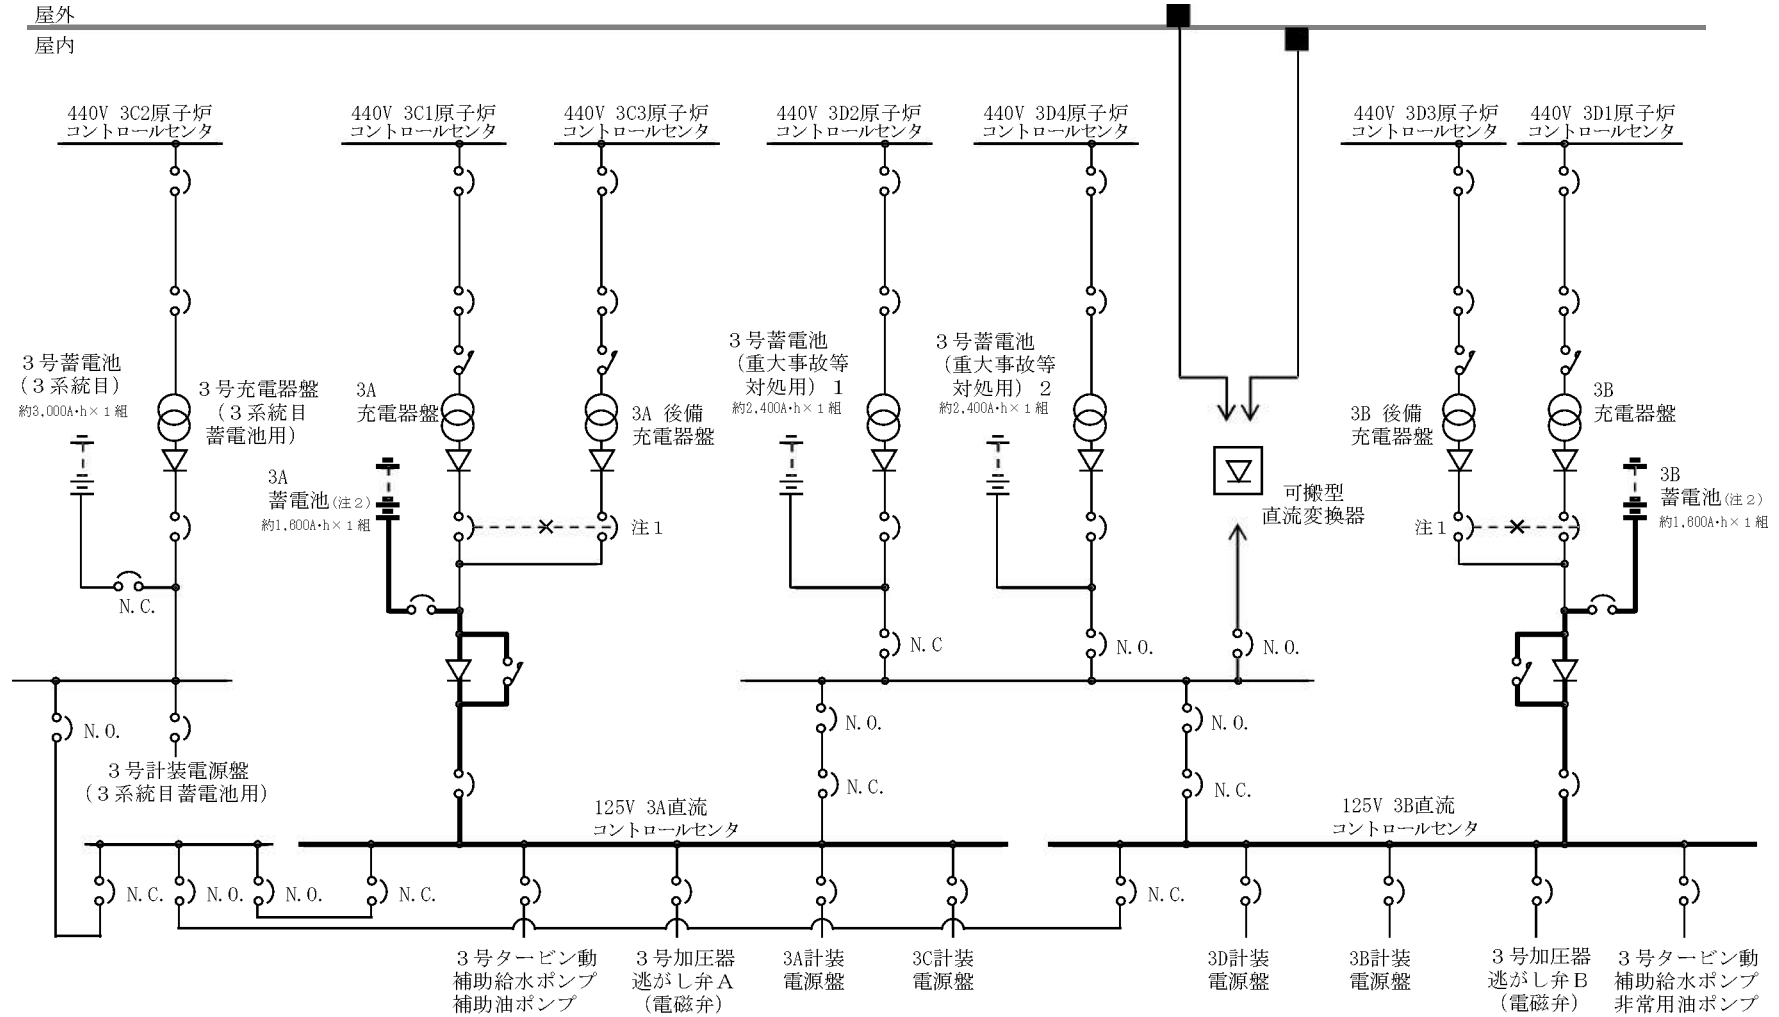 屋外
屋内
440V 3C2原子炉
コントロールセンタ
440V 3C1原子炉
コントロールセンタ
440V 3C3原子炉
コントロールセンタ
440V 3D2原子炉
コントロールセンタ
440V 3D4原子炉
コントロールセンタ
440V 3D3原子炉
コントロールセンタ
440V 3D1原子炉
コントロールセンタ
3号蓄電池
(3系統目)
約3,000A・h×1組
3号充電器盤
(3系統目
蓄電池用)
3A
充電器盤
3A 後備
充電器盤
3号蓄電池
(重大事故等
対処用)1
約2,400A・h×1組
3号蓄電池
(重大事故等
対処用)2
約2,400A・h×1組
3B 後備
充電器盤
3B
充電器盤
3A
蓄電池(注2)
約1,600A・h×1組
注1
可搬型
直流変換器
注1
3B
蓄電池(注2)
約1,600A・h×1組
N.C.
N.C
N.O.
N.O.
N.O.
N.O.
N.O.
3号計装電源盤
(3系統目蓄電池用)
N.C.
N.C.
125V 3A直流
コントロールセンタ
125V 3B直流
コントロールセンタ
N.C.
N.O.
N.O.
N.C.
N.C.
3号タービン動
補助給水ポンプ
補助油ポンプ
3号加圧器
逃がし弁A
(電磁弁)
3A計装
電源盤
3C計装
電源盤
3D計装
電源盤
3B計装
電源盤
3号加圧器
逃がし弁B
(電磁弁)
3号タービン動
補助給水ポンプ
非常用油ポンプ